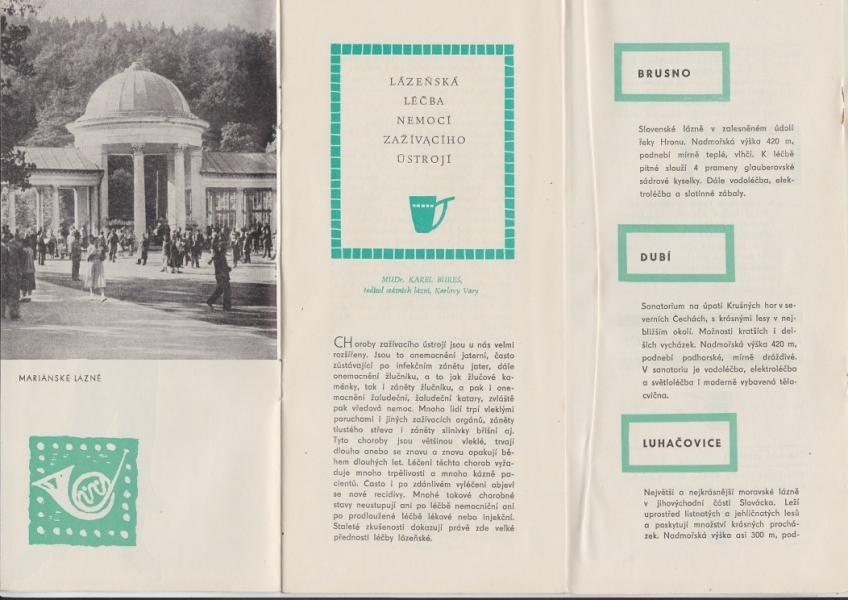 MARIÁNSKÉ LÁZNĚ
LÁZEŇSKÁ
LÉČBA
NEMOCÍ
ZAŽÍVACÍHO
ÚSTROJÍ
MUDr. KAREL BUREŠ,
ředitel státních lázní, Karlovy Vary
CHoroby zažívacího ústrojí jsou u nás velmi
rozšířeny. Jsou to onemocnění jaterní, často
zůstávající po infekčním zánětu jater, dále
onemocnění žlučníku, a to jak žlučové ka-
ménky, tak i záněty žlučníku, a pak i one-
mocnění žaludeční, žaludeční katary, zvláště
pak vředová nemoc. Mnoho lidí trpí vleklými
poruchami i jiných zažívacích orgánů, záněty
tlustého střeva i záněty slinivky břišní aj.
Tyto choroby jsou většinou vleklé, trvají
dlouho anebo se znovu a znovu opakují bě-
hem dlouhých let. Léčení těchto chorob vyža-
duje mnoho trpělivosti a mnoho kázně pa-
cientů. Často i po zdánlivém vyléčení objeví
se nové recidivy. Mnohé takové chorobné
stavy neustupují ani po léčbě nemocniční ani
po prodloužené léčbě lékové nebo injekční.
Staleté zkušenosti dokazují právě zde velké
přednosti léčby lázeňské.
BRUSNO
Slovenské lázně v zalesněném údolí
řeky Hronu. Nadmořská výška 420 m,
podnebí mírně teplé, vlhčí. K léčbě
pitné slouží 4 prameny glauberovské
sádrové kyselky. Dále vodoléčba, elek-
troléčba a slatinné zábaly.
DUBÍ
Sanatorium na úpatí Krušných hor v se-
verních Čechách, s krásnými lesy v nej-
bližším okolí. Možnosti kratších i del-
ších vycházek. Nadmořská výška 420 m,
podnebí podhorské, mírně dráždivé.
V sanatoriu je vodoléčba, elektroléčba
a světloléčba i moderně vybavená tělo-
cvična.
LUHAČOVICE
Největší a nejkrásnější moravské lázně
v jihovýchodní části Slovácka. Leží
uprostřed listnatých a jehličnatých lesů
a poskytují množství krásných prochá-
zek. Nadmořská výška asi 300 m, pod-